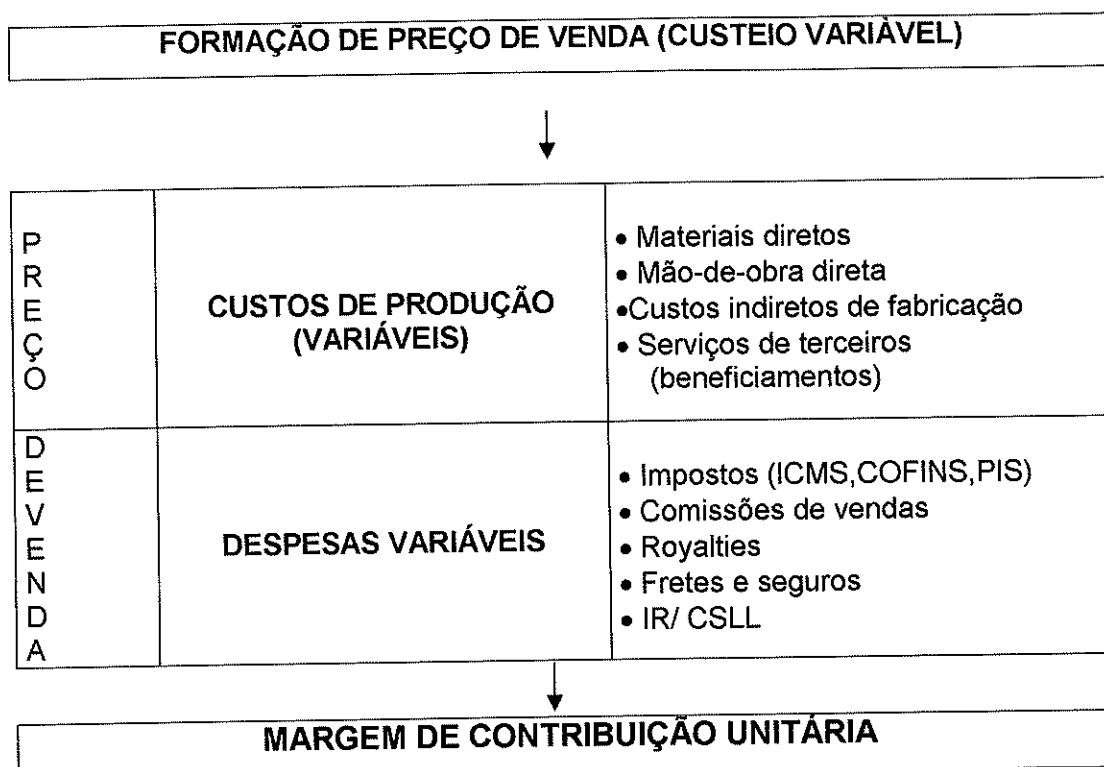 FORMAÇÃO DE PREÇO DE VENDA (CUSTEIO VARIÀVEL)
P
R
E
Ç
O
CUSTOS DE PRODUÇÃO
(VARIÁVEIS)
• Materiais diretos
• Mão-de-obra direta
•Custos indiretos de fabricação
• Serviços de terceiros
(beneficiamentos)
D
E
V
E
N
D
A
DESPESAS VARIÁVEIS
• Impostos (ICMS,COFINS,PIS)
• Comissões de vendas
• Royalties
• Fretes e seguros
• IR/ CSLL
MARGEM DE CONTRIBUIÇÃO UNITÁRIA